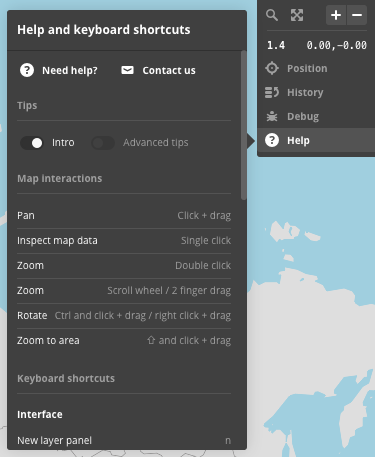 Help and keyboard shortcuts
Need help? Contact us
Tips
Intro Advanced tips
Map interactions
Pan Click + drag
Inspect map data Single click
Zoom Double click
Zoom Scroll wheel / 2 finger drag
Rotate Ctrl and click + drag / right click + drag
Zoom to area ⇧ and click + drag
Keyboard shortcuts
Interface
New layer panel n
1.4 0.00,-0.00
Position
History
Debug
Help